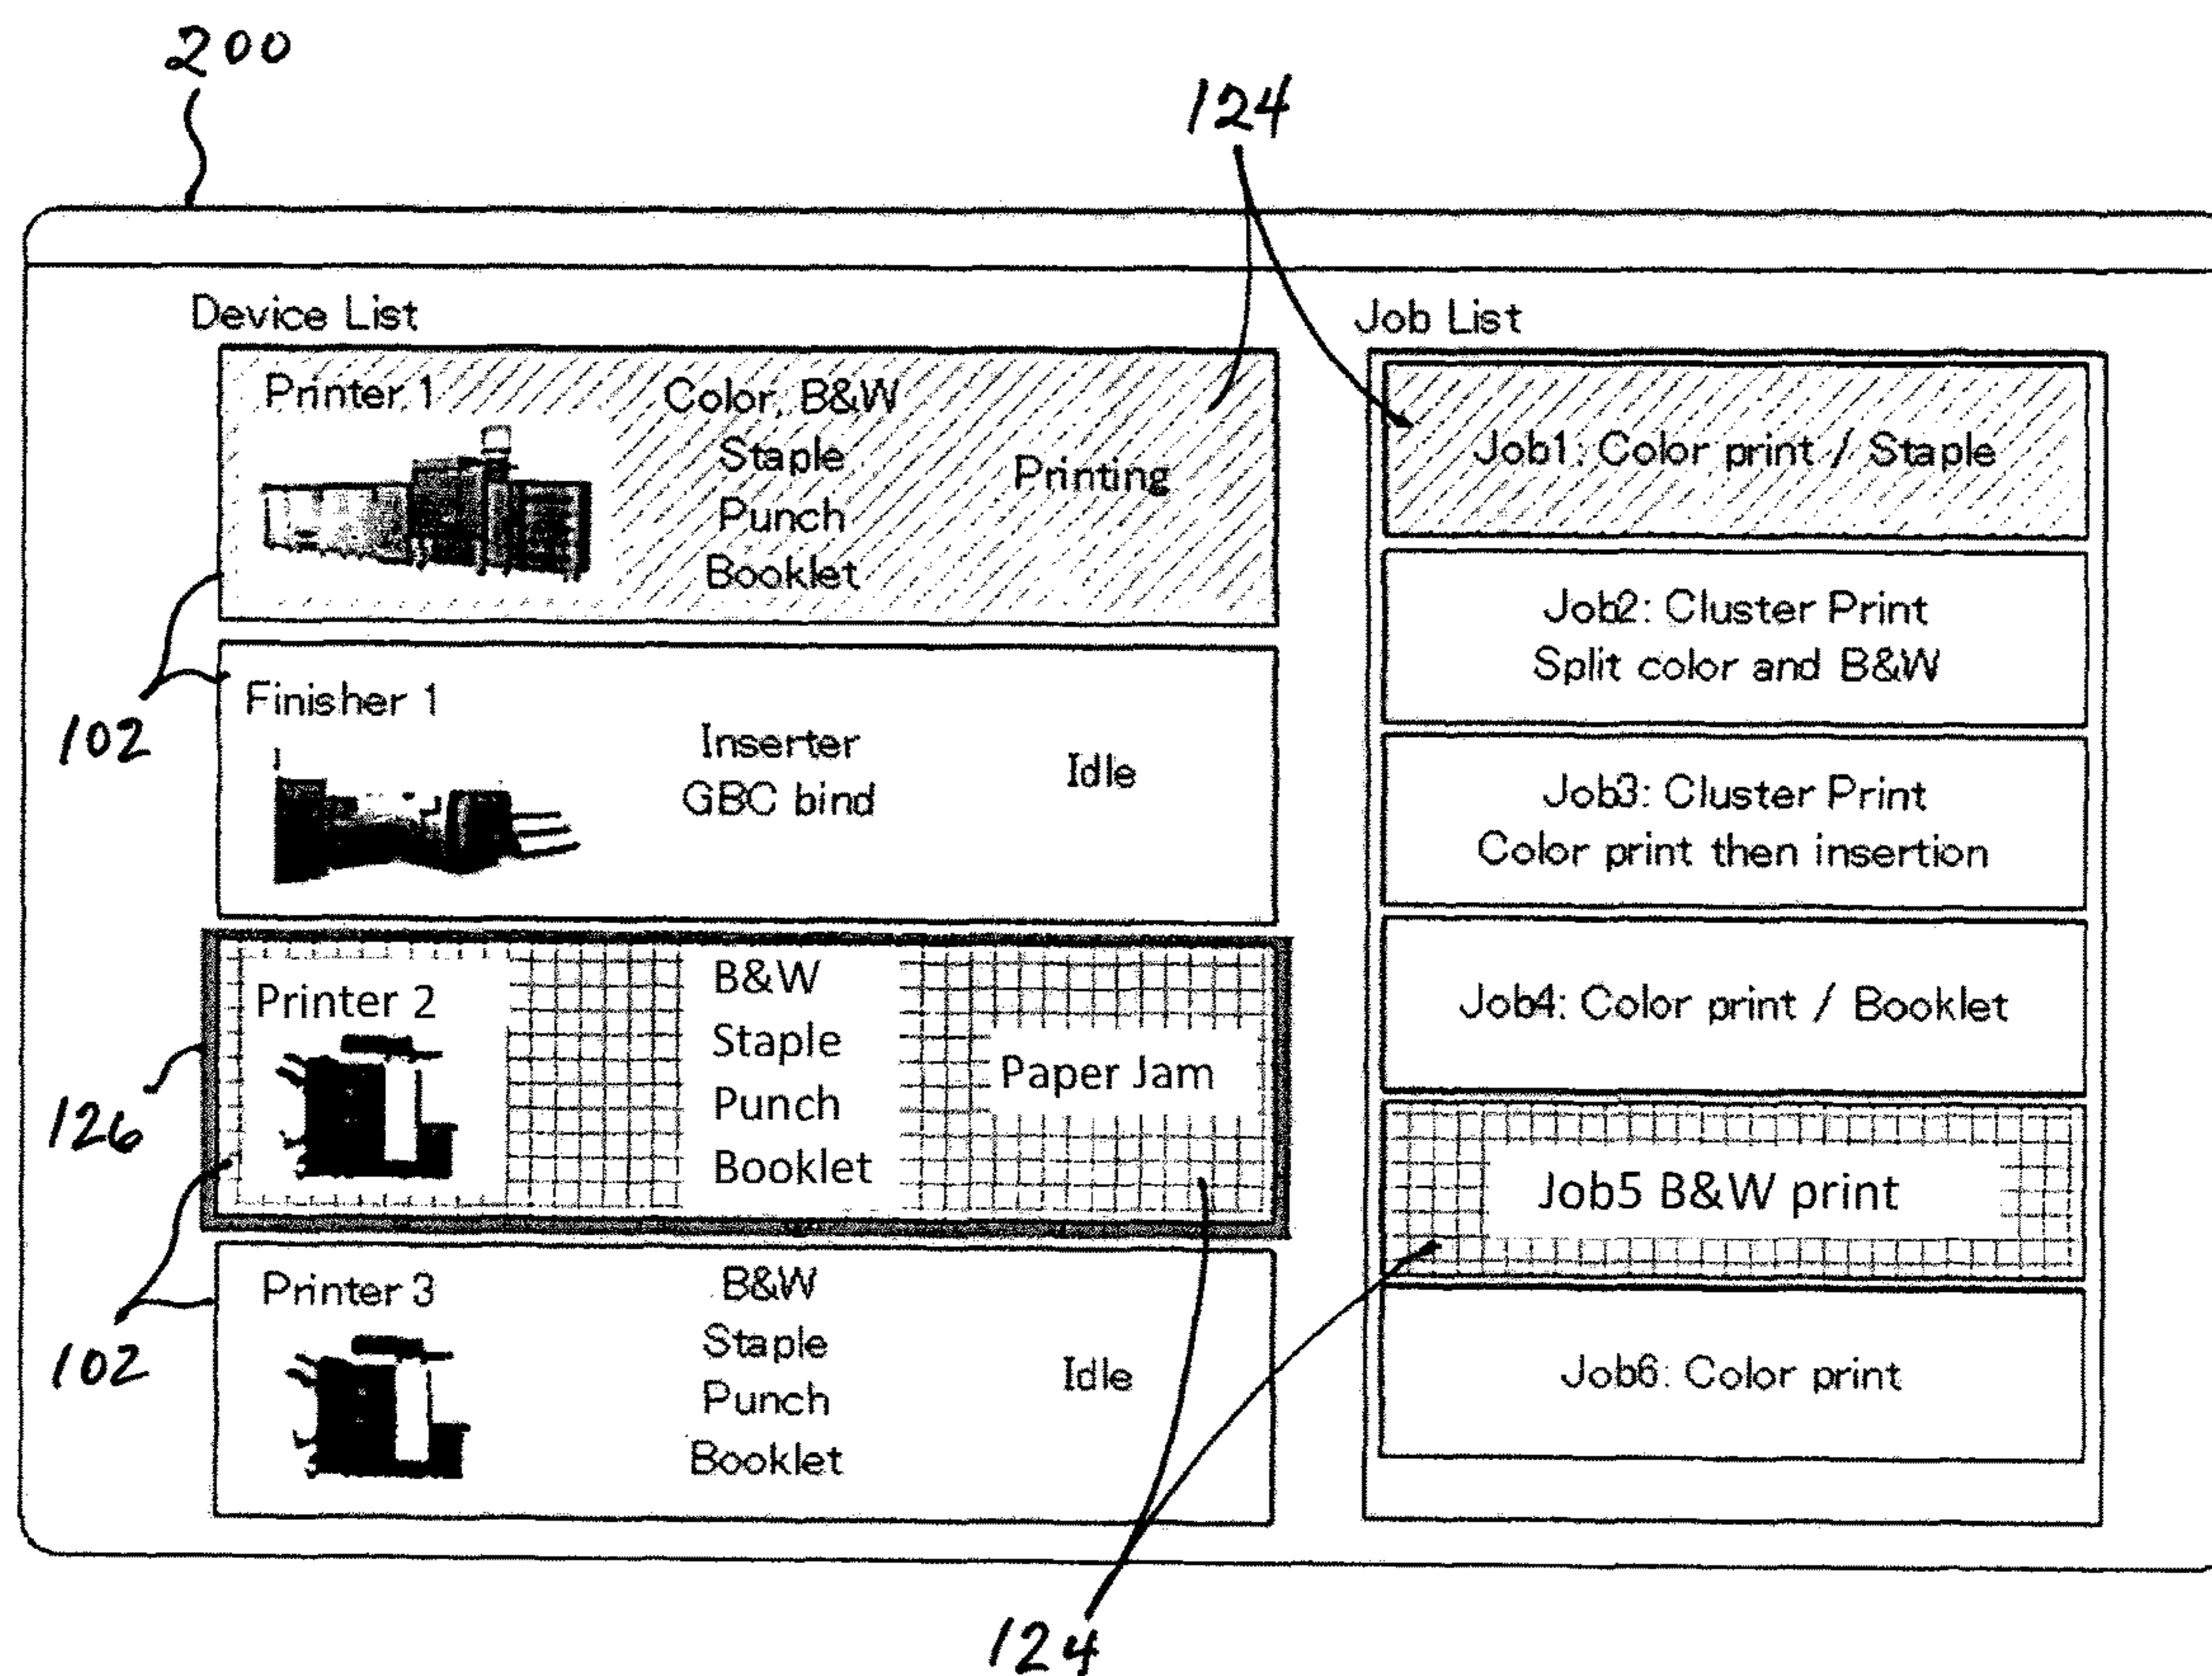 200
124
Device List
Printer 1
Color, B&W
Staple
Punch
Booklet
Printing
102
Finisher 1
Inserter
GBC bind
Idle
126
Printer 2
B&W
Staple
Punch
Booklet
Paper Jam
102
Printer 3
B&W
Staple
Punch
Booklet
Idle
Job List
Job1: Color print / Staple
Job2: Cluster Print
Split color and B&W
Job3: Cluster Print
Color print then insertion
Job4: Color print / Booklet
Job5 B&W print
Job6: Color print
124